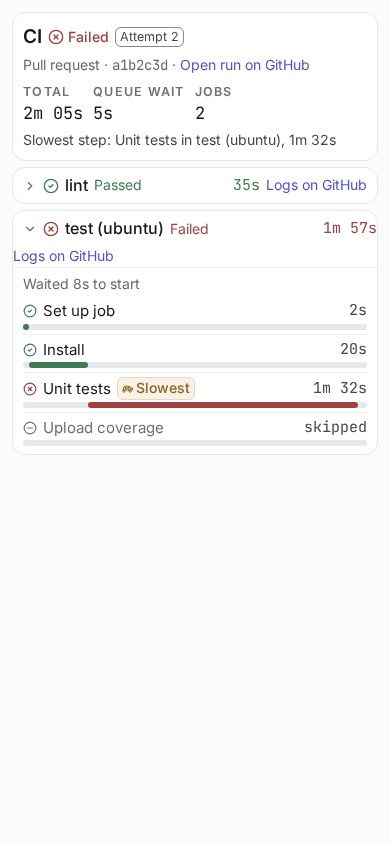 CI Failed Attempt 2
Pull request · a1b2c3d · Open run on GitHub
TOTAL QUEUE WAIT JOBS
2m 05s 5s 2
Slowest step: Unit tests in test (ubuntu), 1m 32s
lint Passed 35s Logs on GitHub
test (ubuntu) Failed 1m 57s
Logs on GitHub
Waited 8s to start
Set up job 2s
Install 20s
Unit tests Slowest 1m 32s
Upload coverage skipped